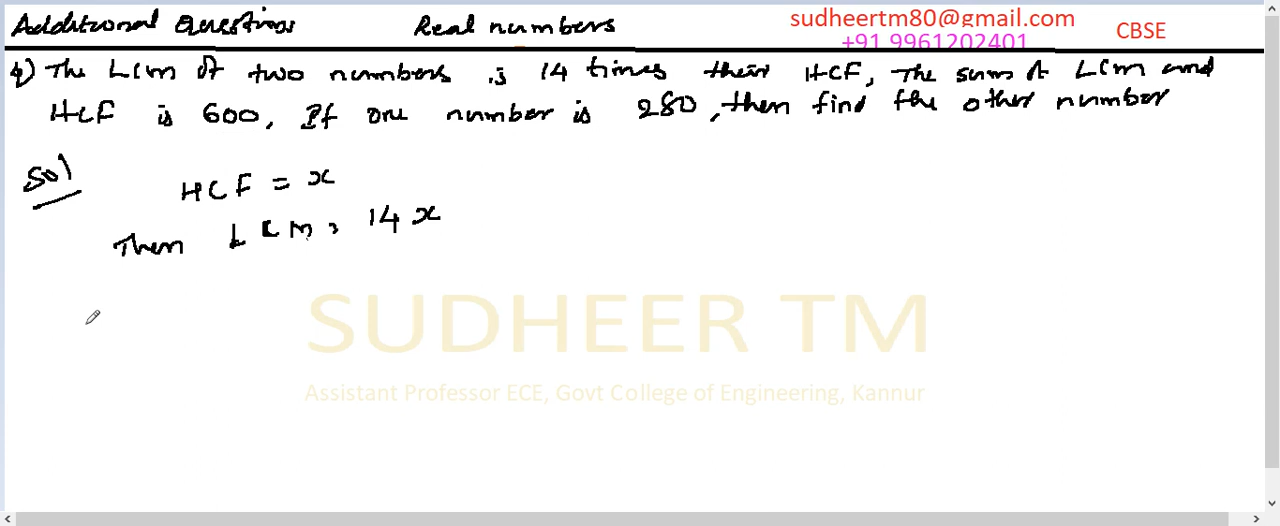 Additional Questions Real numbers sudheertm80@gmail.com CBSE
+91 9961202401
4) The LCM of two numbers is 14 times their HCF, The sum of LCM and
HCF is 600, If one number is 280, then find the other number
Sol
HCF = x
Then LCM = 14x
SUDHEER TM
Assistant Professor ECE, Govt College of Engineering, Kannur